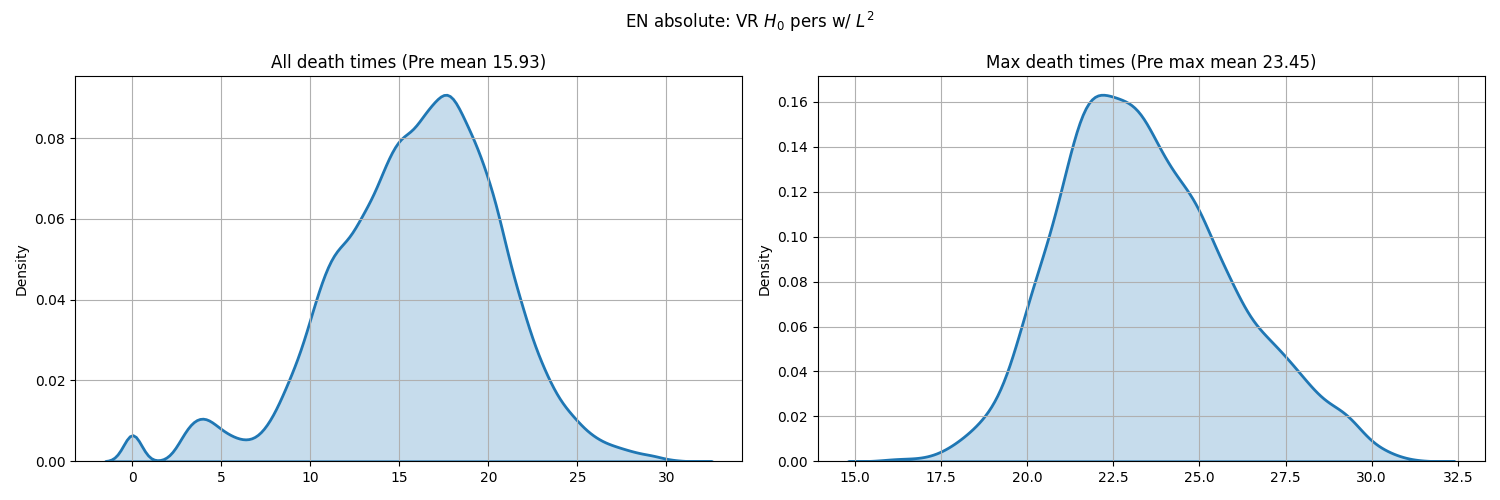 EN absolute: VR $H_0$ pers w/ $L^2$
All death times (Pre mean 15.93)
Density
0.08
0.06
0.04
0.02
0.00
0 5 10 15 20 25 30
Max death times (Pre max mean 23.45)
Density
0.16
0.14
0.12
0.10
0.08
0.06
0.04
0.02
0.00
15.0 17.5 20.0 22.5 25.0 27.5 30.0 32.5